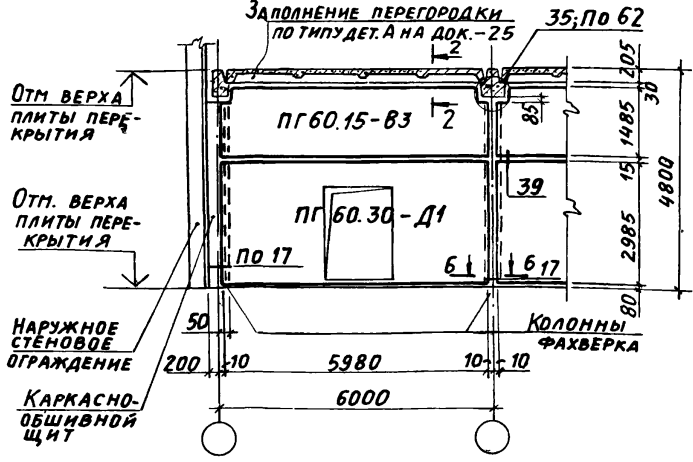 ЗАПОЛНЕНИЕ ПЕРЕГОРОДКИ
ПО ТИПУ ДЕТ. А НА ДОК.-25
35; ПО 62
2
205
ОТМ ВЕРХА
ПЛИТЫ ПЕРЕ-
КРЫТИЯ
ПГ60.15-В3
2
85
30
1485
4800
39
15
ОТМ. ВЕРХА
ПЛИТЫ ПЕРЕ-
КРЫТИЯ
ПГ 60.30-Д1
2985
ПО 17
6
6
17
80
НАРУЖНОЕ
СТЕНОВОЕ
ОГРАЖДЕНИЕ
50
КОЛОННЫ
ФАХВЕРКА
200
10
5980
10
10
КАРКАСНО-
ОБШИВНОЙ
ЩИТ
6000